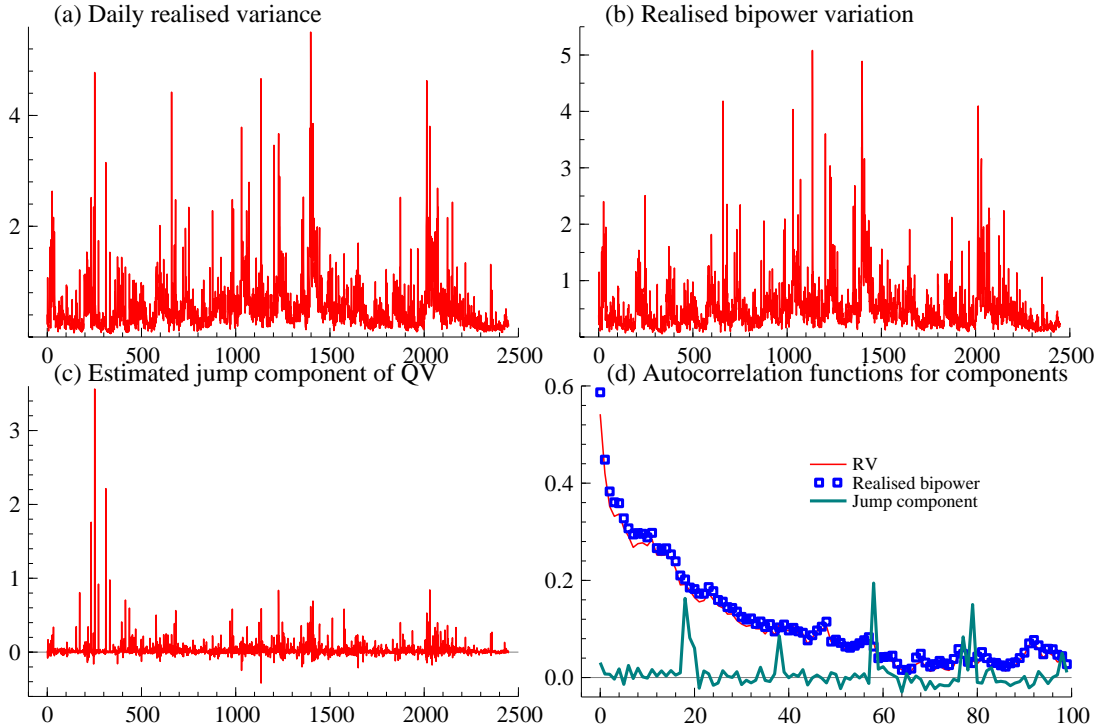 (a) Daily realised variance
(b) Realised bipower variation
4
2
0 500 1000 1500 2000 2500
5
4
3
2
1
0 500 1000 1500 2000 2500
(c) Estimated jump component of QV
(d) Autocorrelation functions for components
3
2
1
0
0 500 1000 1500 2000 2500
0.6
0.4
0.2
0.0
RV
Realised bipower
Jump component
0 20 40 60 80 100